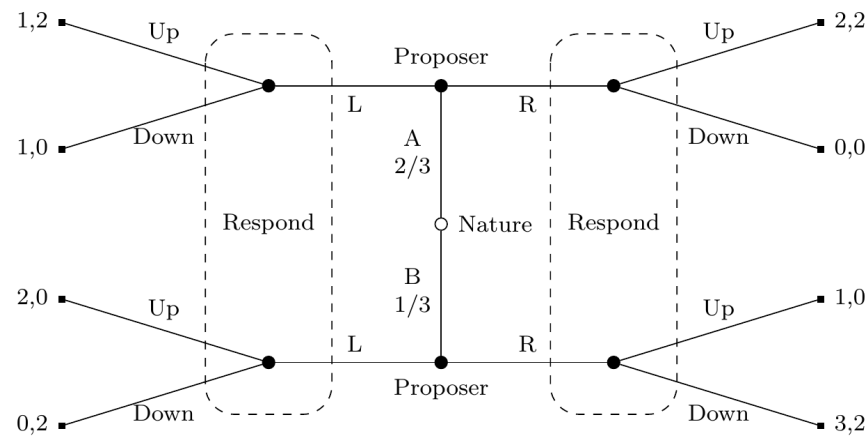 1,2
Up
2,2
Up
Proposer
L
R
1,0
Down
A
2/3
0,0
Down
Respond
Nature
Respond
B
1/3
2,0
Up
1,0
Up
L
R
Proposer
0,2
Down
3,2
Down